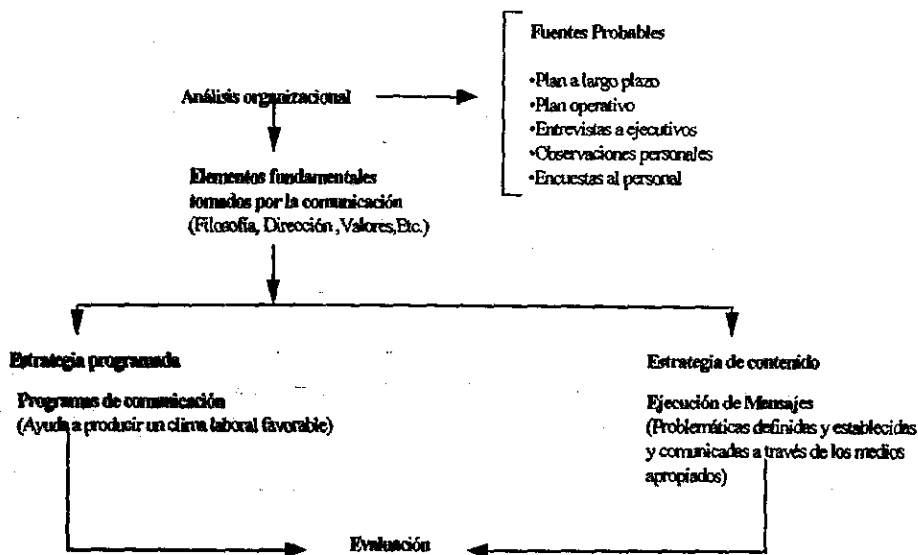 Fuentes Probables
Análisis organizacional
•Plan a largo plazo
•Plan operativo
•Entrevistas a ejecutivos
•Observaciones personales
•Encuestas al personal
Elementos fundamentales
tomados por la comunicación
(Filosofía, Dirección ,Valores,Etc.)
Estrategia programada
Programas de comunicación
(Ayuda a producir un clima laboral favorable)
Estrategia de contenido
Ejecución de Mensajes
(Problemáticas definidas y establecidas
y comunicadas a través de los medios
apropiados)
Evaluación